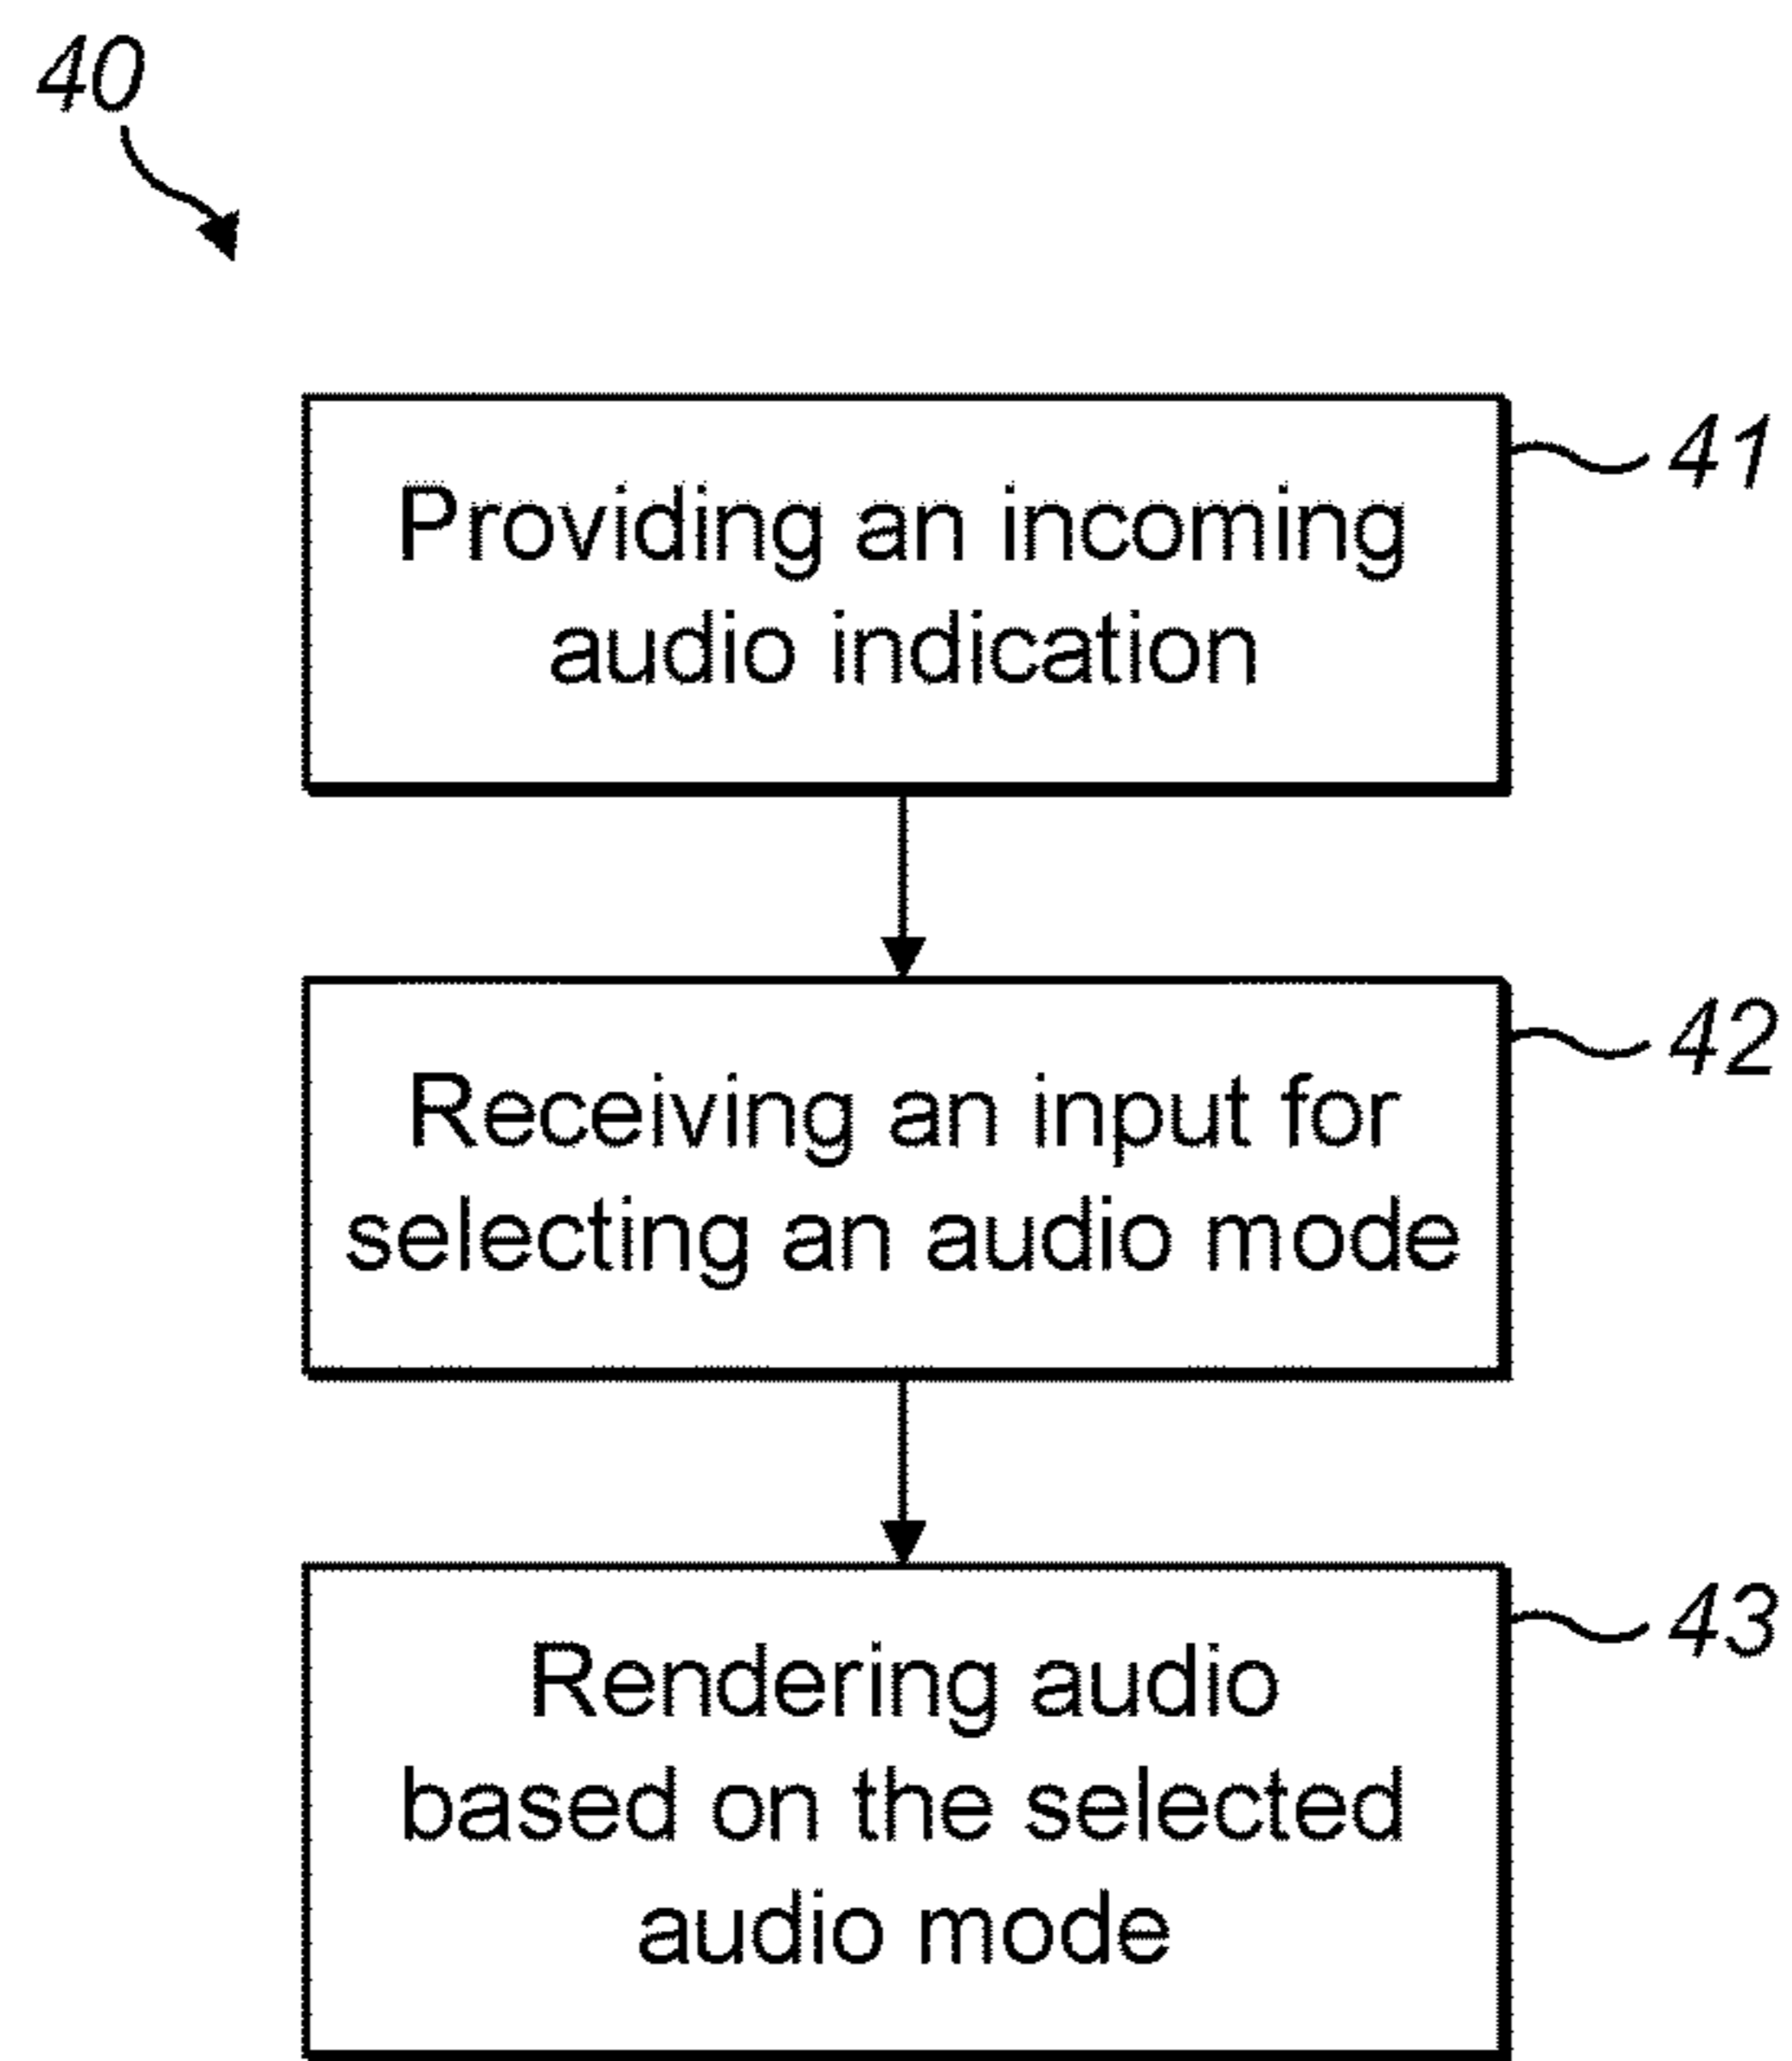 40
Providing an incoming
audio indication
41
Receiving an input for
selecting an audio mode
42
Rendering audio
based on the selected
audio mode
43